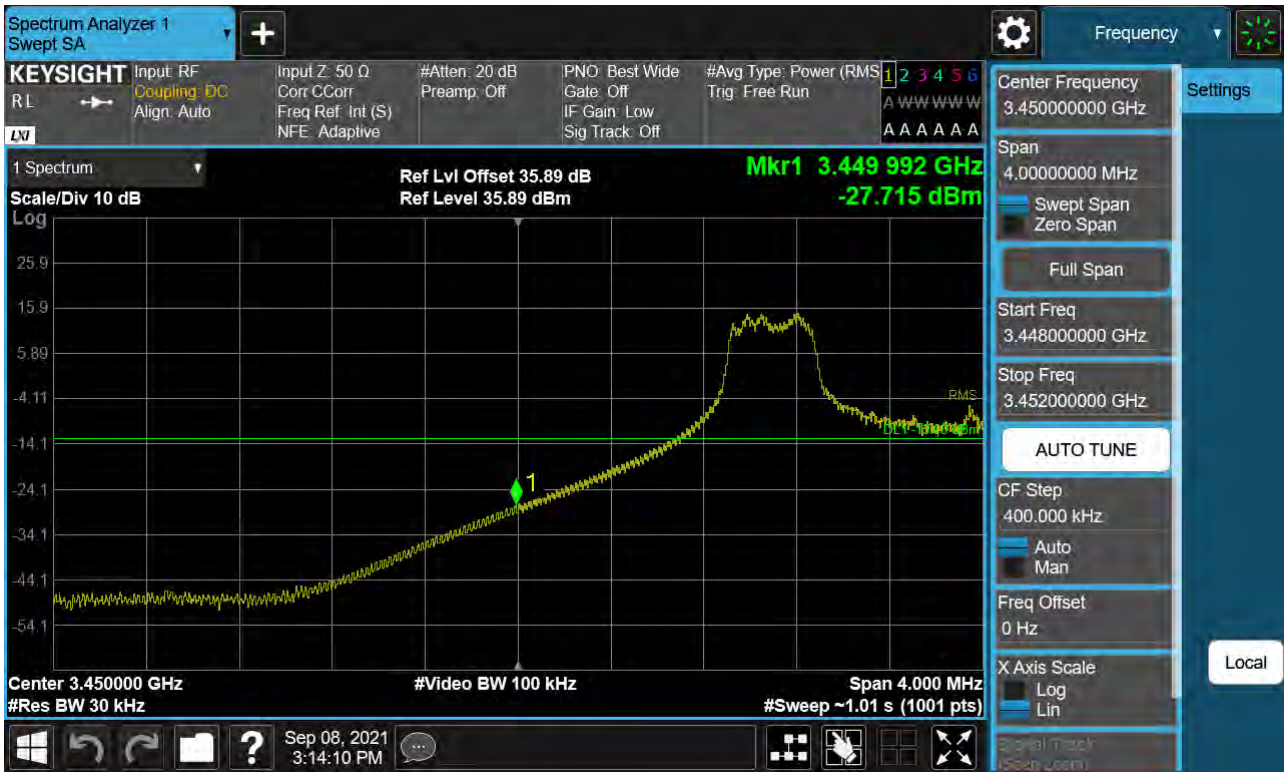 Spectrum Analyzer 1
Swept SA
Frequency
KEYSIGHT
RL
LXI
Input: RF
Coupling: DC
Align: Auto
Input Z: 50 Ω
Corr CCorr
Freq Ref: Int (S)
NFE: Adaptive
#Atten: 20 dB
Preamp: Off
PNO: Best Wide
Gate: Off
IF Gain: Low
Sig Track: Off
#Avg Type: Power (RMS
Trig: Free Run
1 2 3 4 5 6
A W W W W W
A A A A A A
1 Spectrum
Scale/Div 10 dB
Log
Ref Lvl Offset 35.89 dB
Ref Level 35.89 dBm
Mkr1 3.449 992 GHz
-27.715 dBm
25.9
15.9
5.89
-4.11
-14.1
-24.1
-34.1
-44.1
-54.1
1
RMS
Center 3.450000 GHz
#Res BW 30 kHz
#Video BW 100 kHz
Span 4.000 MHz
#Sweep ~1.01 s (1001 pts)
Center Frequency
3.450000000 GHz
Span
4.00000000 MHz
Swept Span
Zero Span
Full Span
Start Freq
3.448000000 GHz
Stop Freq
3.452000000 GHz
AUTO TUNE
CF Step
400.000 kHz
Auto
Man
Freq Offset
0 Hz
X Axis Scale
Log
Lin
Signal Track
(Span Zoom)
Settings
Local
?
Sep 08, 2021
3:14:10 PM